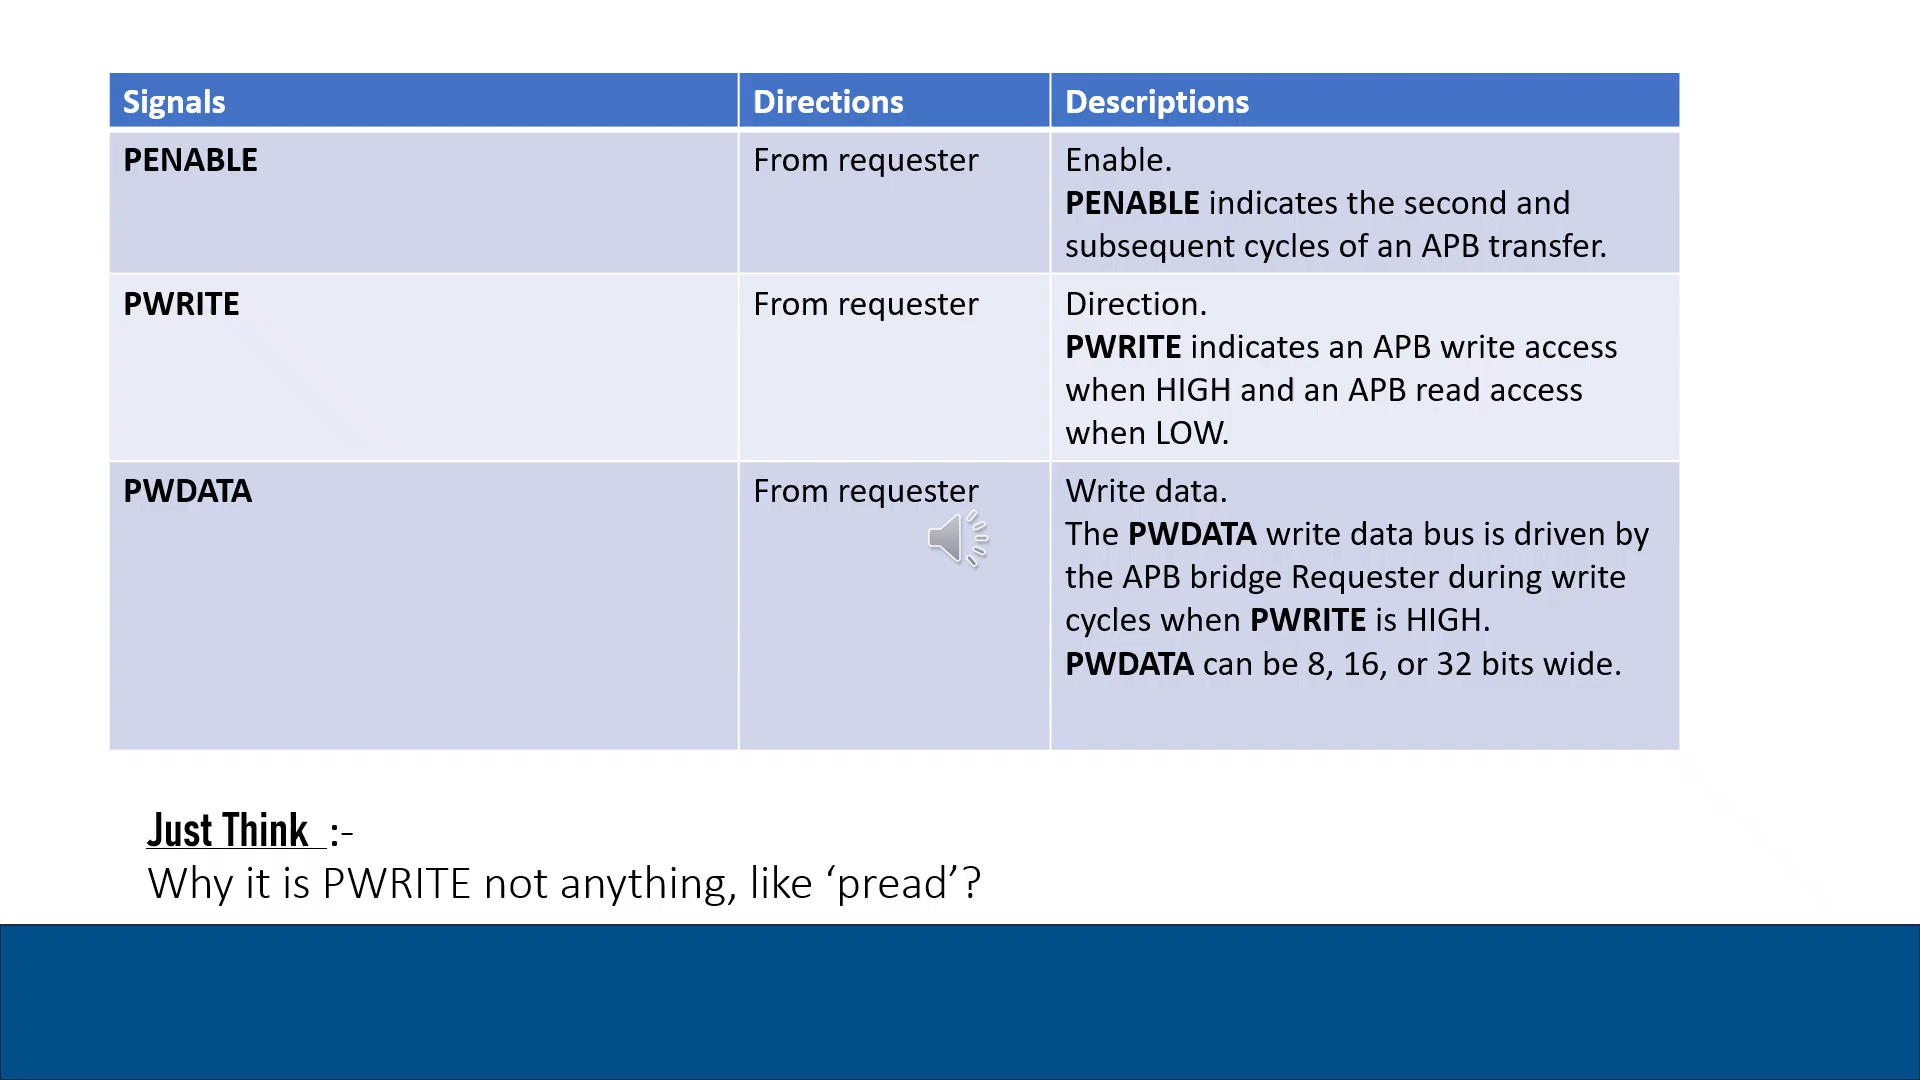 Signals Directions Descriptions
PENABLE From requester Enable.
PENABLE indicates the second and
subsequent cycles of an APB transfer.
PWRITE From requester Direction.
PWRITE indicates an APB write access
when HIGH and an APB read access
when LOW.
PWDATA From requester Write data.
The PWDATA write data bus is driven by
the APB bridge Requester during write
cycles when PWRITE is HIGH.
PWDATA can be 8, 16, or 32 bits wide.
Just Think :-
Why it is PWRITE not anything, like ‘pread’?